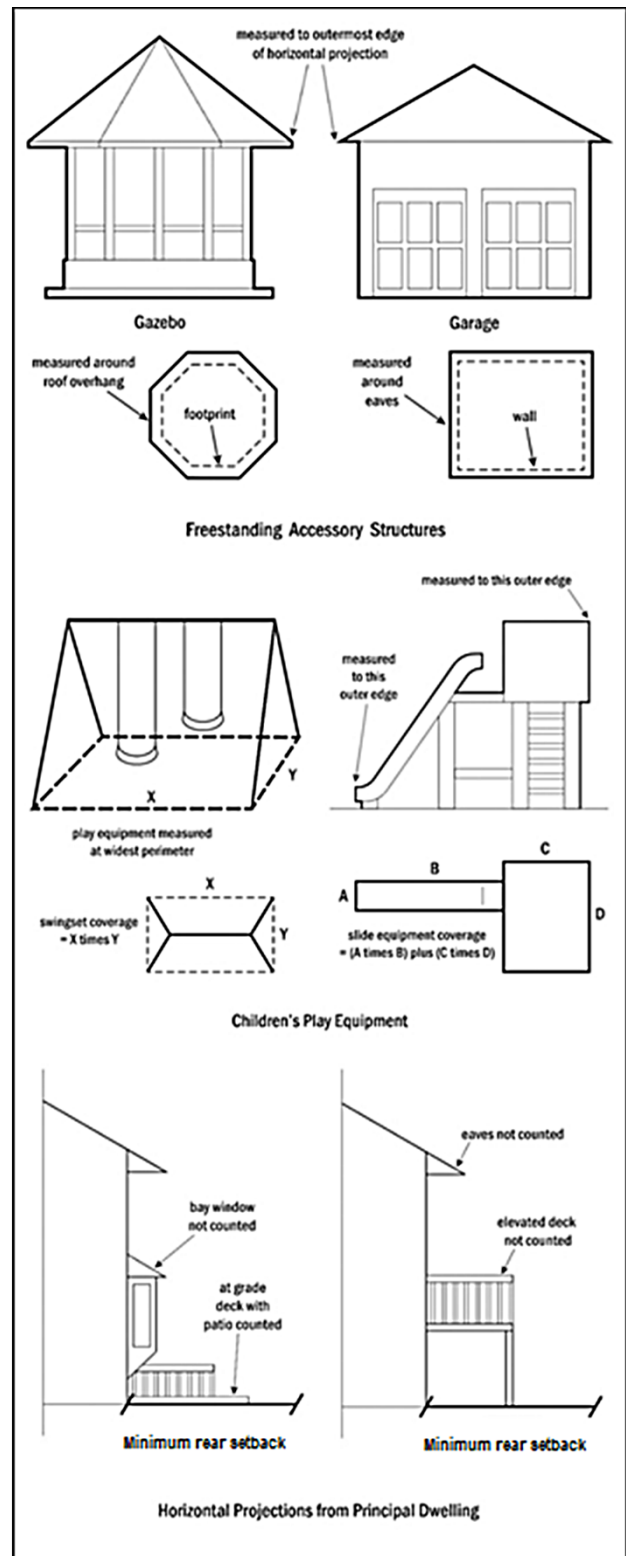 measured to outermost edge
of horizontal projection
Gazebo
Garage
measured around
roof overhang
footprint
measured
around
eaves
wall
Freestanding Accessory Structures
measured to this outer edge
measured
to this
outer edge
X
Y
play equipment measured
at widest perimeter
X
swingset coverage
= X times Y
Y
C
B
A
D
slide equipment coverage
= (A times B) plus (C times D)
Children's Play Equipment
eaves not counted
bay window
not counted
elevated deck
not counted
at grade
deck with
patio counted
Minimum rear setback
Minimum rear setback
Horizontal Projections from Principal Dwelling